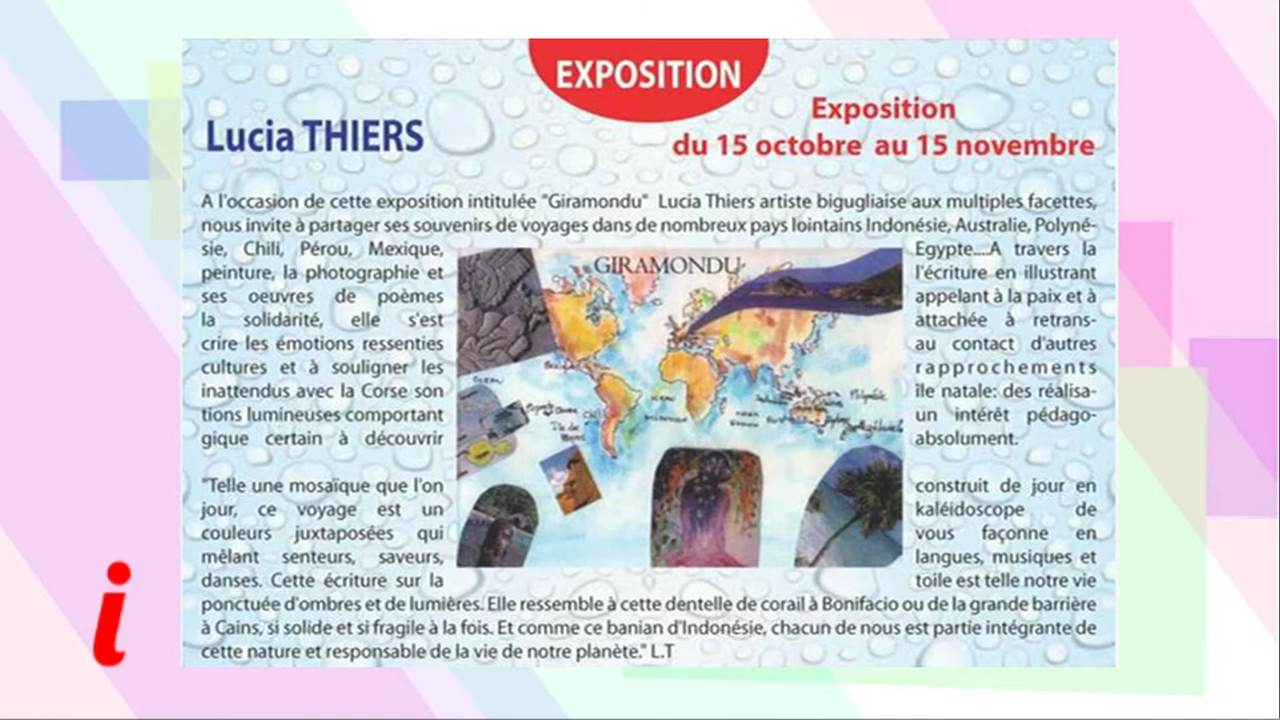 EXPOSITION
Lucia THIERS
Exposition
du 15 octobre au 15 novembre
A l'occasion de cette exposition intitulée "Giramondu" Lucia Thiers artiste bigugliaise aux multiples facettes,
nous invite à partager ses souvenirs de voyages dans de nombreux pays lointains Indonésie, Australie, Polyné-
sie, Chili, Pérou, Mexique, Egypte....A travers la
peinture, la photographie et l'écriture en illustrant
ses oeuvres de poèmes appelant à la paix et à
la solidarité, elle s'est attachée à retrans-
crire les émotions ressenties au contact d'autres
cultures et à souligner les rapprochements
inattendus avec la Corse son île natale: des réalisa-
tions lumineuses comportant un intérêt pédago-
gique certain à découvrir absolument.
GIRAMONDU
"Telle une mosaïque que l'on construit de jour en
jour, ce voyage est un kaléidoscope de
couleurs juxtaposées qui vous façonne en
mêlant senteurs, saveurs, langues, musiques et
danses. Cette écriture sur la toile est telle notre vie
ponctuée d'ombres et de lumières. Elle ressemble à cette dentelle de corail à Bonifacio ou de la grande barrière
à Cains, si solide et si fragile à la fois. Et comme ce banian d'Indonésie, chacun de nous est partie intégrante de
cette nature et responsable de la vie de notre planète." L.T
i